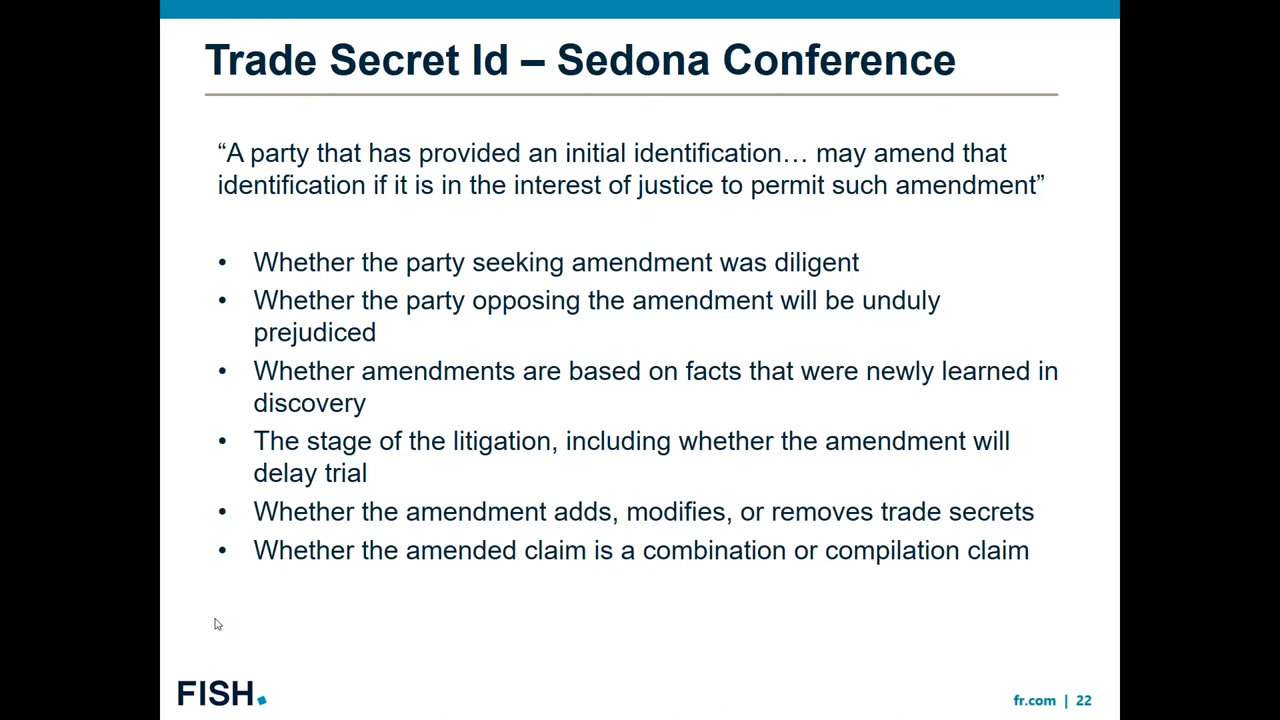 Trade Secret Id – Sedona Conference
“A party that has provided an initial identification… may amend that
identification if it is in the interest of justice to permit such amendment”
• Whether the party seeking amendment was diligent
• Whether the party opposing the amendment will be unduly
prejudiced
• Whether amendments are based on facts that were newly learned in
discovery
• The stage of the litigation, including whether the amendment will
delay trial
• Whether the amendment adds, modifies, or removes trade secrets
• Whether the amended claim is a combination or compilation claim
FISH.
fr.com | 22